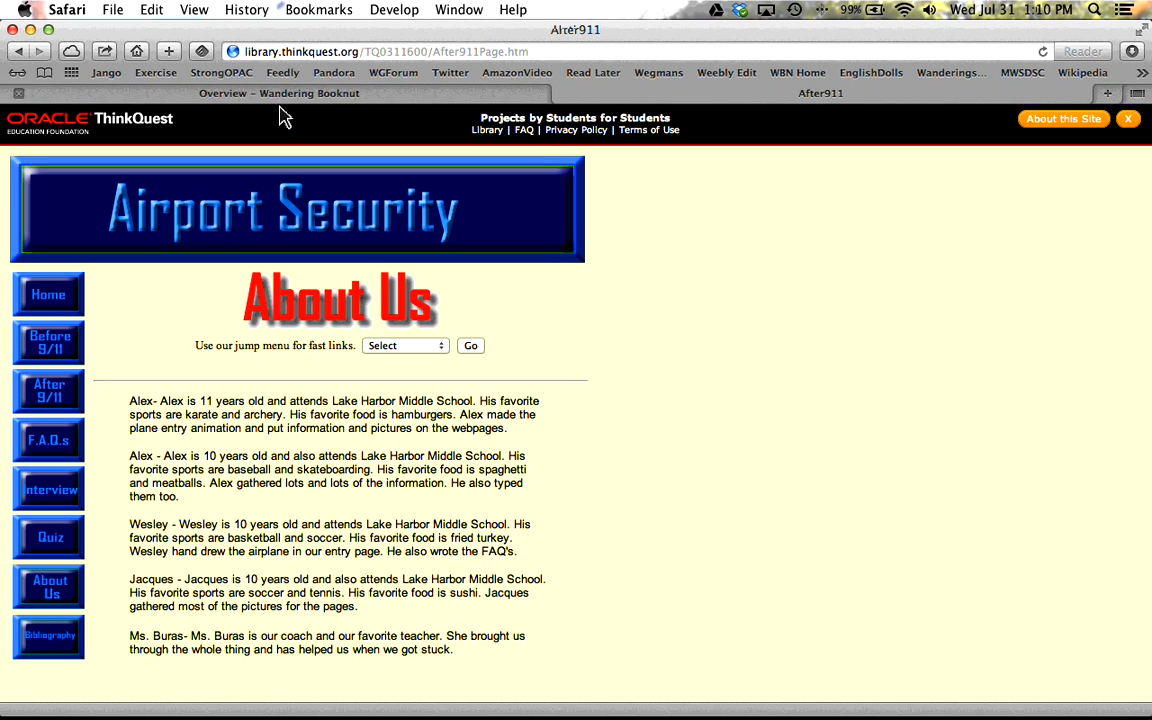 Safari File Edit View History Bookmarks Develop Window Help 99% Wed Jul 31 1:10 PM
After911
library.thinkquest.org/TQ0311600/After911Page.htm Reader
Jango Exercise StrongOPAC Feedly Pandora WGForum Twitter AmazonVideo Read Later Wegmans Weebly Edit WBN Home EnglishDolls Wanderings... MWSDSC Wikipedia >>
Overview – Wandering Booknut After911 +
ORACLE ThinkQuest
EDUCATION FOUNDATION
Projects by Students for Students
Library | FAQ | Privacy Policy | Terms of Use
About this Site X
Airport Security
Home
Before
9/11
After
9/11
F.A.Q.s
Interview
Quiz
About
Us
Bibliography
About Us
Use our jump menu for fast links. Select Go
Alex- Alex is 11 years old and attends Lake Harbor Middle School. His favorite
sports are karate and archery. His favorite food is hamburgers. Alex made the
plane entry animation and put information and pictures on the webpages.
Alex - Alex is 10 years old and also attends Lake Harbor Middle School. His
favorite sports are baseball and skateboarding. His favorite food is spaghetti
and meatballs. Alex gathered lots and lots of the information. He also typed
them too.
Wesley - Wesley is 10 years old and attends Lake Harbor Middle School. His
favorite sports are basketball and soccer. His favorite food is fried turkey.
Wesley hand drew the airplane in our entry page. He also wrote the FAQ's.
Jacques - Jacques is 10 years old and also attends Lake Harbor Middle School.
His favorite sports are soccer and tennis. His favorite food is sushi. Jacques
gathered most of the pictures for the pages.
Ms. Buras- Ms. Buras is our coach and our favorite teacher. She brought us
through the whole thing and has helped us when we got stuck.